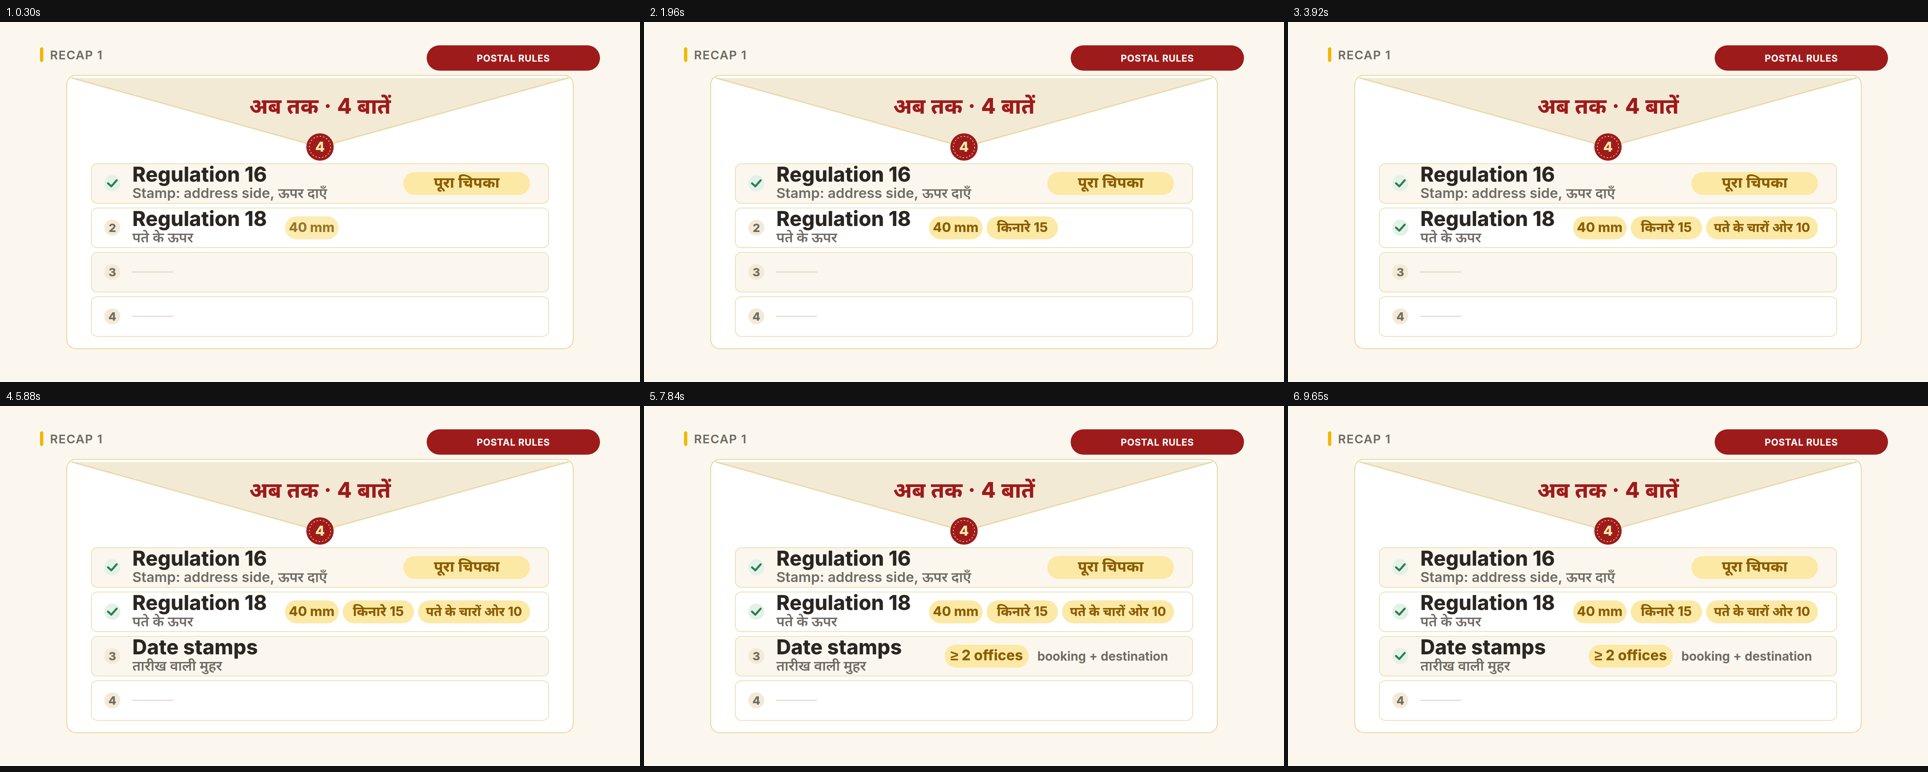 1. 0.30s
RECAP 1
POSTAL RULES
अब तक · 4 बातें
4
Regulation 16
Stamp: address side, ऊपर दाएँ
पूरा चिपका
2
Regulation 18
पते के ऊपर
40 mm
3
4
2. 1.96s
RECAP 1
POSTAL RULES
अब तक · 4 बातें
4
Regulation 16
Stamp: address side, ऊपर दाएँ
पूरा चिपका
2
Regulation 18
पते के ऊपर
40 mm
किनारे 15
3
4
3. 3.92s
RECAP 1
POSTAL RULES
अब तक · 4 बातें
4
Regulation 16
Stamp: address side, ऊपर दाएँ
पूरा चिपका
Regulation 18
पते के ऊपर
40 mm
किनारे 15
पते के चारों ओर 10
3
4
4. 5.88s
RECAP 1
POSTAL RULES
अब तक · 4 बातें
4
Regulation 16
Stamp: address side, ऊपर दाएँ
पूरा चिपका
Regulation 18
पते के ऊपर
40 mm
किनारे 15
पते के चारों ओर 10
3
Date stamps
तारीख वाली मुहर
4
5. 7.84s
RECAP 1
POSTAL RULES
अब तक · 4 बातें
4
Regulation 16
Stamp: address side, ऊपर दाएँ
पूरा चिपका
Regulation 18
पते के ऊपर
40 mm
किनारे 15
पते के चारों ओर 10
3
Date stamps
तारीख वाली मुहर
≥ 2 offices
booking + destination
4
6. 9.65s
RECAP 1
POSTAL RULES
अब तक · 4 बातें
4
Regulation 16
Stamp: address side, ऊपर दाएँ
पूरा चिपका
Regulation 18
पते के ऊपर
40 mm
किनारे 15
पते के चारों ओर 10
Date stamps
तारीख वाली मुहर
≥ 2 offices
booking + destination
4